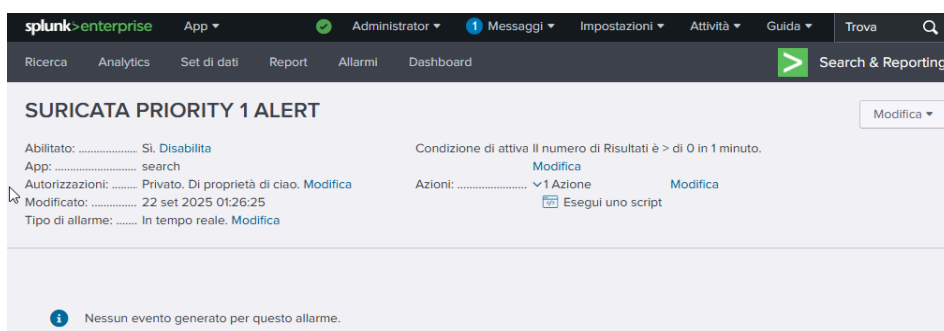 splunk>enterprise App Administrator 1 Messaggi Impostazioni Attività Guida Trova
Ricerca Analytics Set di dati Report Allarmi Dashboard Search & Reporting
SURICATA PRIORITY 1 ALERT
Modifica
Abilitato: .................... Sì. Disabilita
App: ............................ search
Autorizzazioni: ......... Privato. Di proprietà di ciao. Modifica
Modificato: ............... 22 set 2025 01:26:25
Tipo di allarme: ....... In tempo reale. Modifica
Condizione di attiva Il numero di Risultati è > di 0 in 1 minuto.
Modifica
Azioni: ....................... 1 Azione Modifica
Esegui uno script
Nessun evento generato per questo allarme.